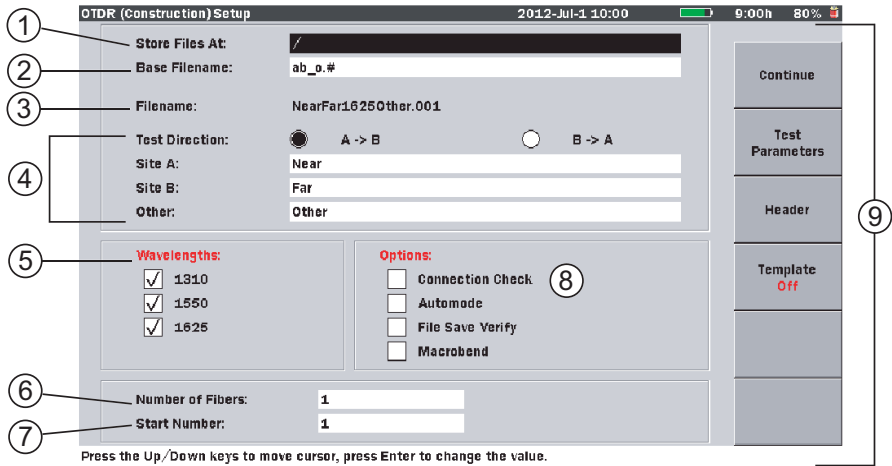 OTDR (Construction) Setup 2012-Jul-1 10:00 9:00h 80%
1 Store Files At: /
2 Base Filename: ab_o.#
3 Filename: NearFar1625Other.001
4
Test Direction: A -> B B -> A
Site A: Near
Site B: Far
Other: Other
5 Wavelengths:
1310
1550
1625
Options: 8
Connection Check
Automode
File Save Verify
Macrobend
6 Number of Fibers: 1
7 Start Number: 1
Continue
Test
Parameters
Header
Template
Off
9
Press the Up/Down keys to move cursor, press Enter to change the value.